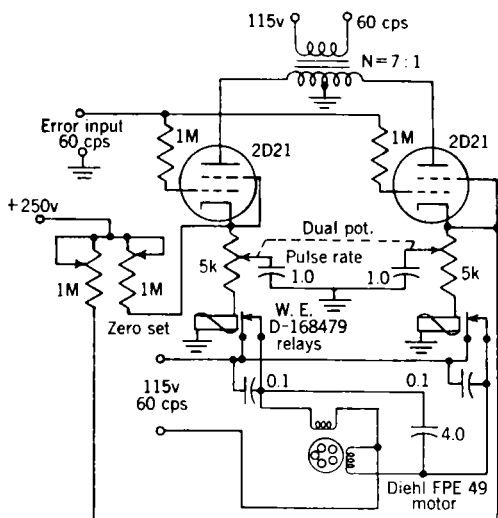 115v
60 cps
N=7:1
Error input
60 cps
1M
2D21
1M
2D21
+250v
1M
1M
Zero set
5k
Dual pot.
Pulse rate
1.0
1.0
5k
W. E.
D-168479
relays
115v
60 cps
0.1
0.1
4.0
Diehl FPE 49
motor